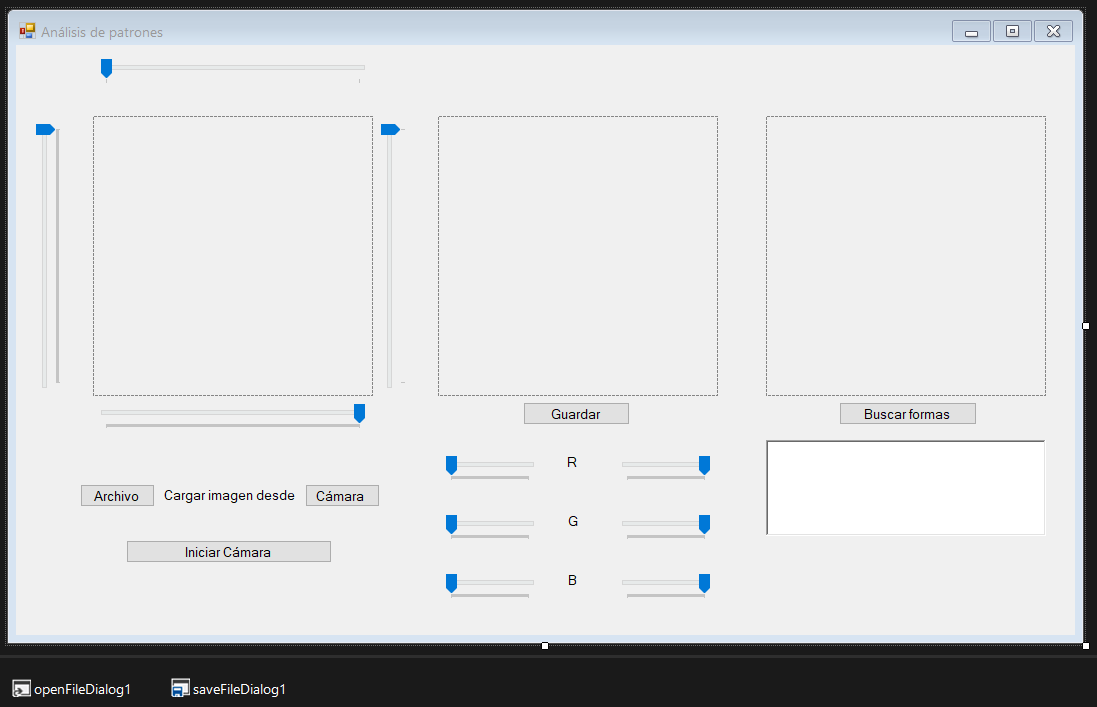 Análisis de patrones
Guardar
Buscar formas
R
Archivo
Cargar imagen desde
Cámara
G
Iniciar Cámara
B
openFileDialog1
saveFileDialog1